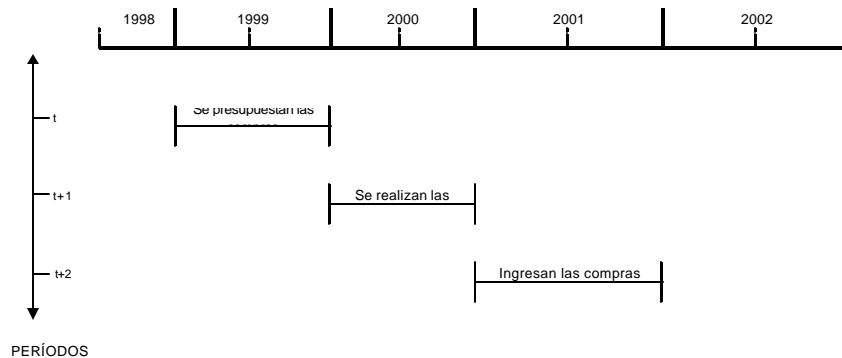 1998 1999 2000 2001 2002
t
Se presupuestan las
t+1
Se realizan las
t+2
Ingresan las compras
PERÍODOS